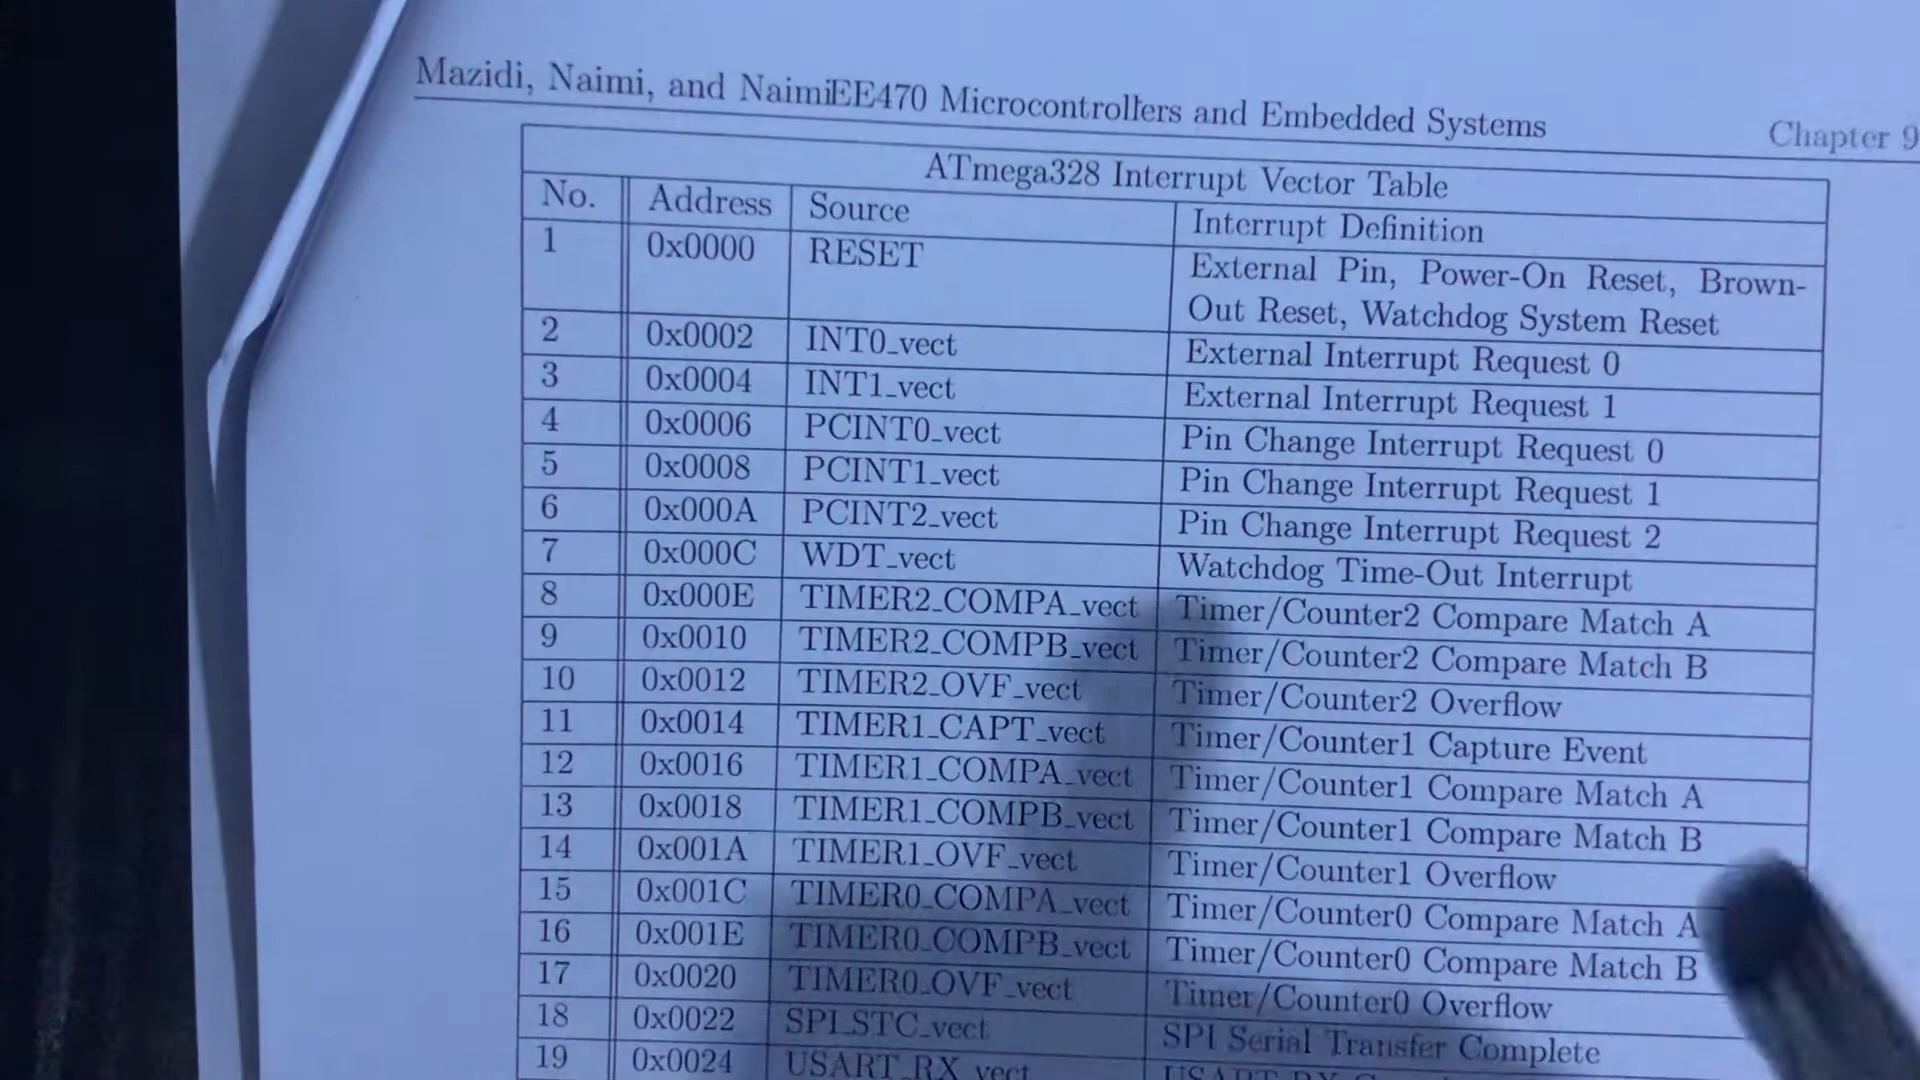 Mazidi, Naimi, and NaimiEE470 Microcontrollers and Embedded Systems Chapter 9
ATmega328 Interrupt Vector Table
No. Address Source Interrupt Definition
1 0x0000 RESET External Pin, Power-On Reset, Brown-
Out Reset, Watchdog System Reset
2 0x0002 INT0_vect External Interrupt Request 0
3 0x0004 INT1_vect External Interrupt Request 1
4 0x0006 PCINT0_vect Pin Change Interrupt Request 0
5 0x0008 PCINT1_vect Pin Change Interrupt Request 1
6 0x000A PCINT2_vect Pin Change Interrupt Request 2
7 0x000C WDT_vect Watchdog Time-Out Interrupt
8 0x000E TIMER2_COMPA_vect Timer/Counter2 Compare Match A
9 0x0010 TIMER2_COMPB_vect Timer/Counter2 Compare Match B
10 0x0012 TIMER2_OVF_vect Timer/Counter2 Overflow
11 0x0014 TIMER1_CAPT_vect Timer/Counter1 Capture Event
12 0x0016 TIMER1_COMPA_vect Timer/Counter1 Compare Match A
13 0x0018 TIMER1_COMPB_vect Timer/Counter1 Compare Match B
14 0x001A TIMER1_OVF_vect Timer/Counter1 Overflow
15 0x001C TIMER0_COMPA_vect Timer/Counter0 Compare Match A
16 0x001E TIMER0_COMPB_vect Timer/Counter0 Compare Match B
17 0x0020 TIMER0_OVF_vect Timer/Counter0 Overflow
18 0x0022 SPI_STC_vect SPI Serial Transfer Complete
19 0x0024 USART_RX_vect USART RX